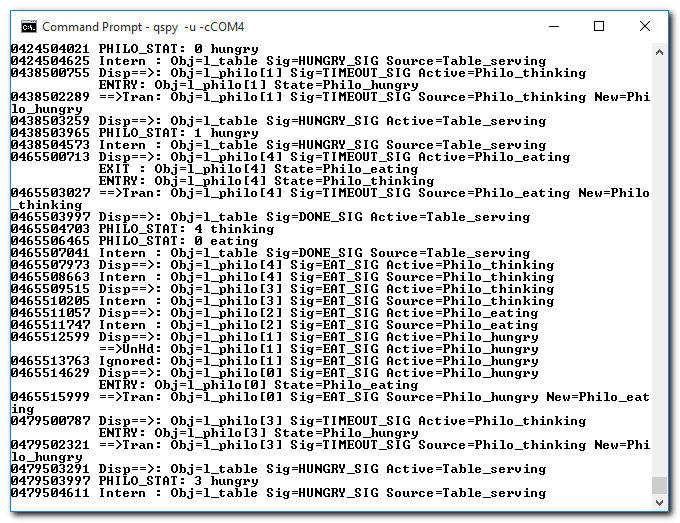 Command Prompt - qspy -u -cCOM4
0424504021 PHILO_STAT: 0 hungry
0424504625 Intern : Obj=l_table Sig=HUNGRY_SIG Source=Table_serving
0438500755 Disp==>: Obj=l_philo[1] Sig=TIMEOUT_SIG Active=Philo_thinking
ENTRY: Obj=l_philo[1] State=Philo_hungry
0438502289 ==>Tran: Obj=l_philo[1] Sig=TIMEOUT_SIG Source=Philo_thinking New=Phi
lo_hungry
0438503259 Disp==>: Obj=l_table Sig=HUNGRY_SIG Active=Table_serving
0438503965 PHILO_STAT: 1 hungry
0438504573 Intern : Obj=l_table Sig=HUNGRY_SIG Source=Table_serving
0465500713 Disp==>: Obj=l_philo[4] Sig=TIMEOUT_SIG Active=Philo_eating
EXIT : Obj=l_philo[4] State=Philo_eating
ENTRY: Obj=l_philo[4] State=Philo_thinking
0465503027 ==>Tran: Obj=l_philo[4] Sig=TIMEOUT_SIG Source=Philo_eating New=Philo
_thinking
0465503997 Disp==>: Obj=l_table Sig=DONE_SIG Active=Table_serving
0465504703 PHILO_STAT: 4 thinking
0465506465 PHILO_STAT: 0 eating
0465507041 Intern : Obj=l_table Sig=DONE_SIG Source=Table_serving
0465507973 Disp==>: Obj=l_philo[4] Sig=EAT_SIG Active=Philo_thinking
0465508663 Intern : Obj=l_philo[4] Sig=EAT_SIG Source=Philo_thinking
0465509515 Disp==>: Obj=l_philo[3] Sig=EAT_SIG Active=Philo_thinking
0465510205 Intern : Obj=l_philo[3] Sig=EAT_SIG Source=Philo_thinking
0465511057 Disp==>: Obj=l_philo[2] Sig=EAT_SIG Active=Philo_eating
0465511747 Intern : Obj=l_philo[2] Sig=EAT_SIG Source=Philo_eating
0465512599 Disp==>: Obj=l_philo[1] Sig=EAT_SIG Active=Philo_hungry
==>UnHd: Obj=l_philo[1] Sig=EAT_SIG Active=Philo_hungry
0465513763 Ignored: Obj=l_philo[1] Sig=EAT_SIG Active=Philo_hungry
0465514629 Disp==>: Obj=l_philo[0] Sig=EAT_SIG Active=Philo_hungry
ENTRY: Obj=l_philo[0] State=Philo_eating
0465515999 ==>Tran: Obj=l_philo[0] Sig=EAT_SIG Source=Philo_hungry New=Philo_eat
ing
0479500787 Disp==>: Obj=l_philo[3] Sig=TIMEOUT_SIG Active=Philo_thinking
ENTRY: Obj=l_philo[3] State=Philo_hungry
0479502321 ==>Tran: Obj=l_philo[3] Sig=TIMEOUT_SIG Source=Philo_thinking New=Phi
lo_hungry
0479503291 Disp==>: Obj=l_table Sig=HUNGRY_SIG Active=Table_serving
0479503997 PHILO_STAT: 3 hungry
0479504611 Intern : Obj=l_table Sig=HUNGRY_SIG Source=Table_serving